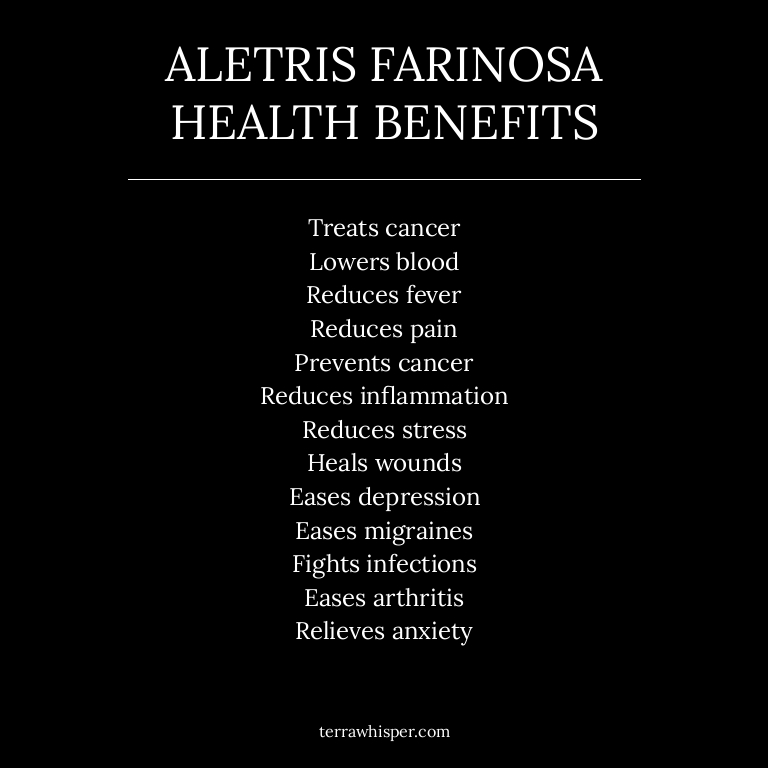 ALETRIS FARINOSA
HEALTH BENEFITS
Treats cancer
Lowers blood
Reduces fever
Reduces pain
Prevents cancer
Reduces inflammation
Reduces stress
Heals wounds
Eases depression
Eases migraines
Fights infections
Eases arthritis
Relieves anxiety
terrawhisper.com